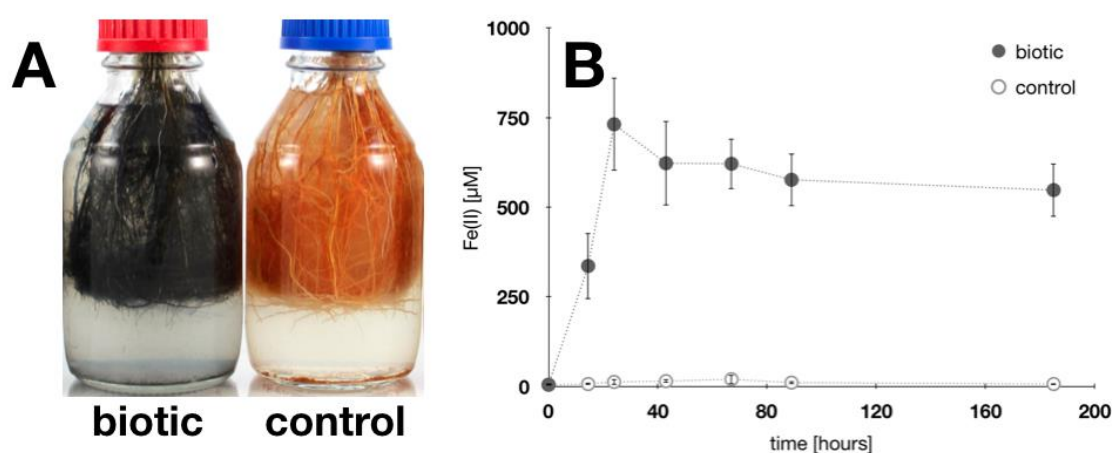 A
biotic
control
B
biotic
control
Fe(II) [µM]
1000
750
500
250
0
0
40
80
120
160
200
time [hours]